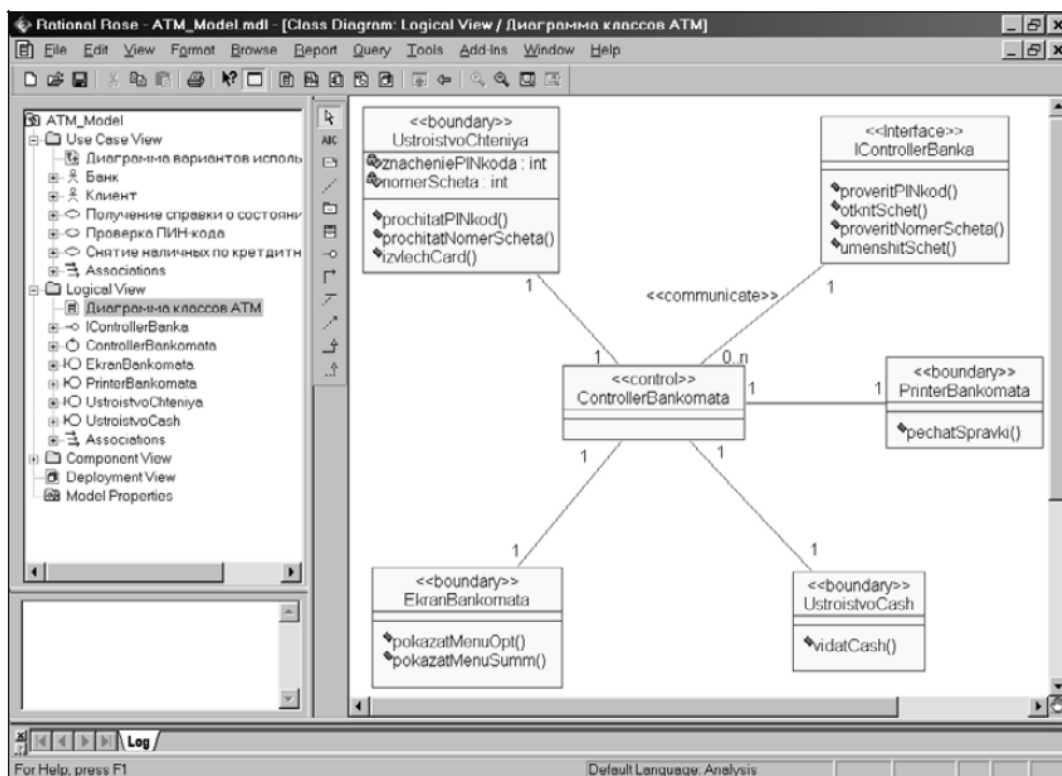 Rational Rose - ATM_Model.mdl - [Class Diagram: Logical View / Диаграмма классов ATM]
File Edit View Format Browse Report Query Tools Add-Ins Window Help
ABC
ATM_Model
Use Case View
Диаграмма вариантов исполь
Банк
Клиент
Получение справки о состояни
Проверка ПИН-кода
Снятие наличных по кретдитн
Associations
Logical View
Диаграмма классов ATM
IControllerBanka
ControllerBankomata
EkranBankomata
PrinterBankomata
UstroistvoChteniya
UstroistvoCash
Associations
Component View
Deployment View
Model Properties
<<boundary>>
UstroistvoChteniya
znacheniePINkoda : int
nomerScheta : int
prochitatPINkod()
prochitatNomerScheta()
izvlechCard()
<<Interface>>
IControllerBanka
proveritPINkod()
otkritSchet()
proveritNomerScheta()
umenshitSchet()
1
1
<<communicate>>
1
0..n
<<control>>
ControllerBankomata
1
1
<<boundary>>
PrinterBankomata
pechatSpravki()
1
1
1
1
<<boundary>>
EkranBankomata
pokazatMenuOpt()
pokazatMenuSumm()
<<boundary>>
UstroistvoCash
vidatCash()
Log
For Help, press F1
Default Language: Analysis